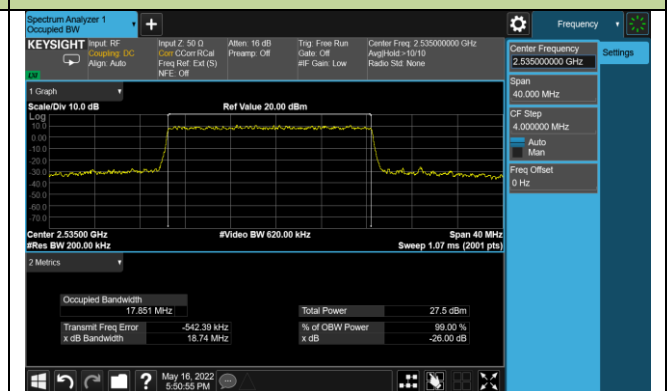 Spectrum Analyzer 1
Occupied BW
Frequency
KEYSIGHT
Input: RF
Coupling: DC
Align: Auto
Input Z: 50 Ω
Corr CCorr RCal
Freq Ref: Ext (S)
NFE: Off
Atten: 16 dB
Preamp: Off
Trig: Free Run
Gate: Off
#IF Gain: Low
Center Freq: 2.535000000 GHz
Avg|Hold:>10/10
Radio Std: None
Center Frequency
2.535000000 GHz
Settings
Span
40.000 MHz
CF Step
4.000000 MHz
Auto
Man
Freq Offset
0 Hz
1 Graph
Scale/Div 10.0 dB
Ref Value 20.00 dBm
Log
10.0
0.00
-10.0
-20.0
-30.0
-40.0
-50.0
-60.0
-70.0
Center 2.53500 GHz
#Video BW 620.00 kHz
Span 40 MHz
#Res BW 200.00 kHz
Sweep 1.07 ms (2001 pts)
2 Metrics
Occupied Bandwidth
17.851 MHz
Total Power 27.5 dBm
Transmit Freq Error -542.39 kHz
% of OBW Power 99.00 %
x dB Bandwidth 18.74 MHz
x dB -26.00 dB
?
May 16, 2022
5:50:55 PM